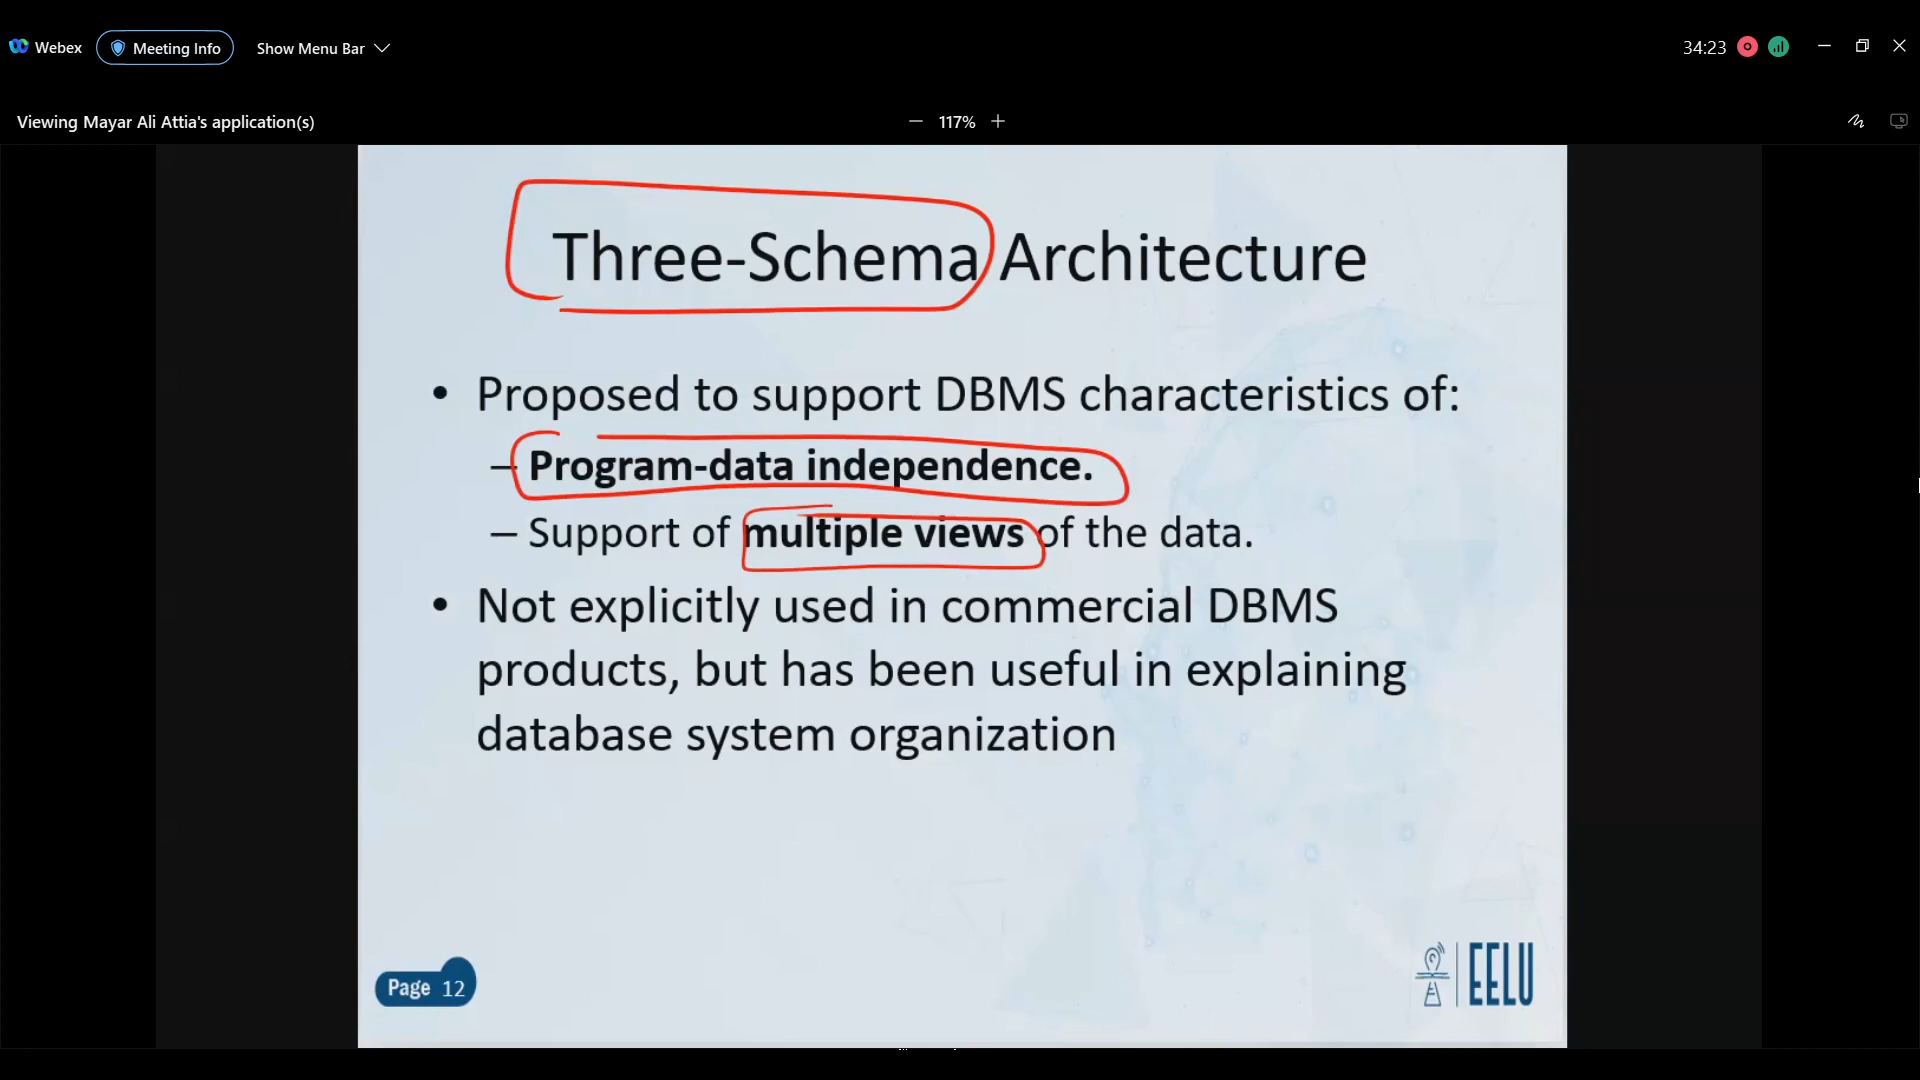 Webex
Meeting Info
Show Menu Bar
34:23
Viewing Mayar Ali Attia's application(s)
117%
Three-Schema Architecture
• Proposed to support DBMS characteristics of:
– Program-data independence.
– Support of multiple views of the data.
• Not explicitly used in commercial DBMS
products, but has been useful in explaining
database system organization
Page 12
EELU